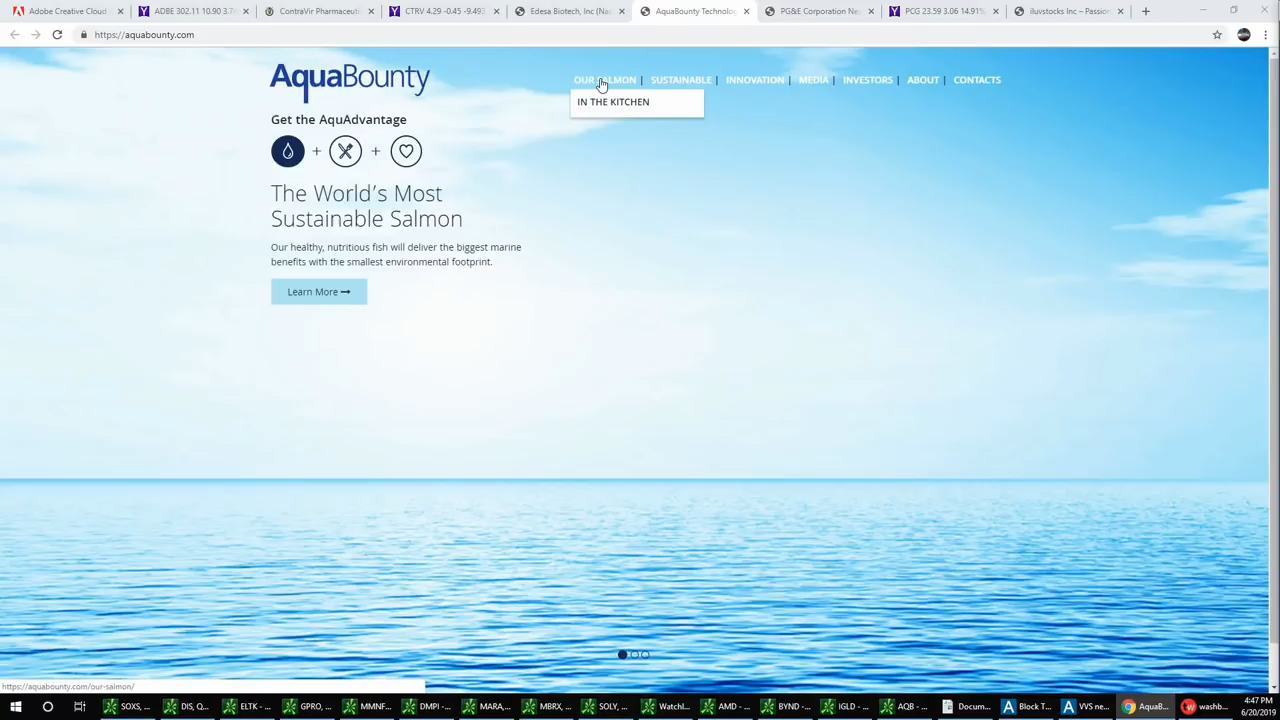 Adobe Creative Cloud
ADBE 302.11 10.90 3.7
ContraVir Pharmaceutic
CTRV 4.29 -0.45 -9.493
Edesa Biotech, Inc (Na
AquaBounty Technolog
PG&E Corporation Ne
PCG 23.59 3.06 14.91%
iluvstocks Inc – Passion
https://aquabounty.com
AquaBounty
OUR SALMON | SUSTAINABLE | INNOVATION | MEDIA | INVESTORS | ABOUT | CONTACTS
IN THE KITCHEN
Get the AquAdvantage
+ +
The World's Most
Sustainable Salmon
Our healthy, nutritious fish will deliver the biggest marine
benefits with the smallest environmental footprint.
Learn More
https://aquabounty.com/our-salmon/
SOXS, ...
DIS, Q...
ELTK - ...
GPRO, ...
MMNF...
DMPI - ...
MARA,...
MBRX, ...
SOLY, ...
Watchl...
AMD - ...
BYND - ...
IGLD - ...
AQB - ...
Docum...
Block T...
VVS ne...
AquaB...
washb...
4:47 PM
6/20/2019